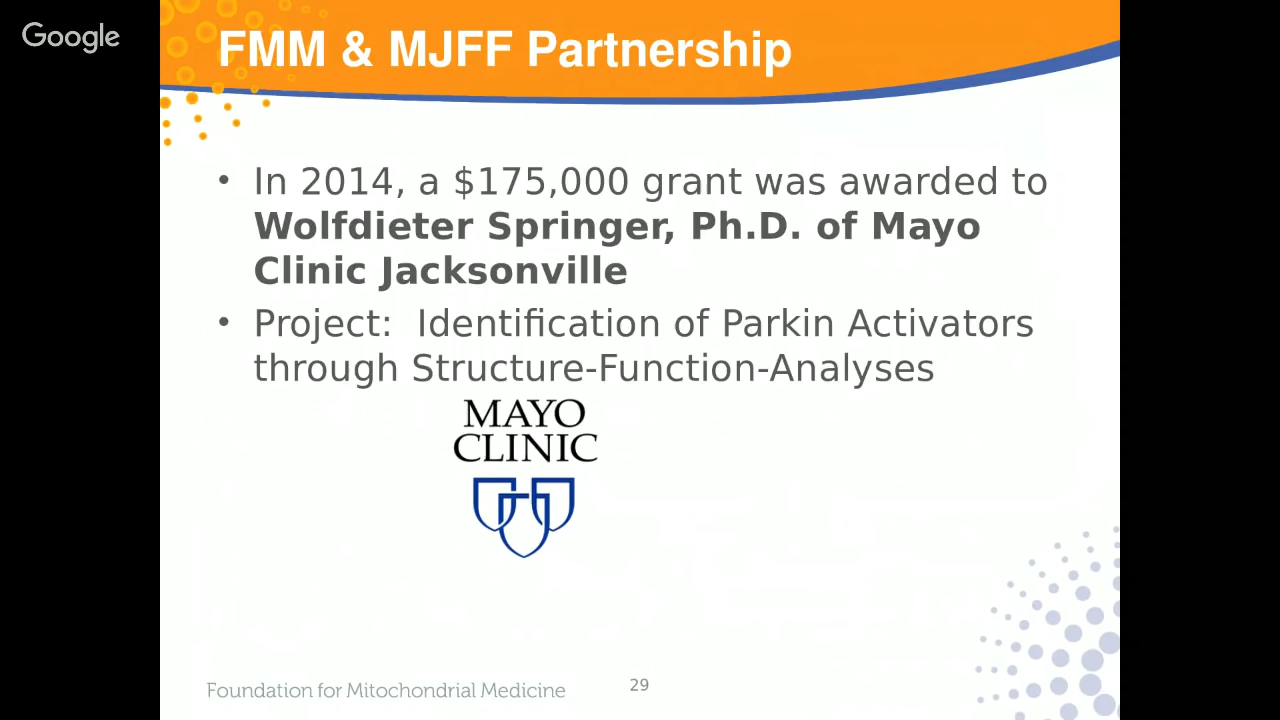 Google
FMM & MJFF Partnership
• In 2014, a $175,000 grant was awarded to
Wolfdieter Springer, Ph.D. of Mayo
Clinic Jacksonville
• Project:  Identification of Parkin Activators
through Structure-Function-Analyses
MAYO
CLINIC
Foundation for Mitochondrial Medicine
29